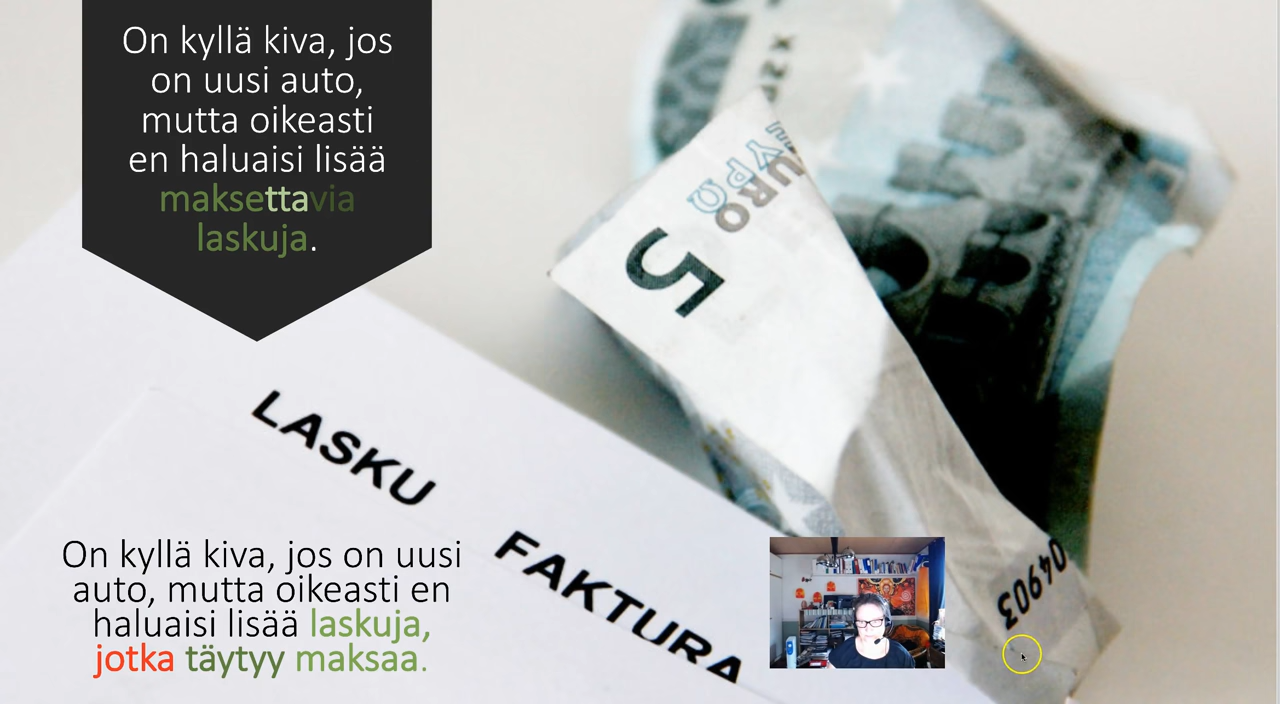 On kyllä kiva, jos
on uusi auto,
mutta oikeasti
en haluaisi lisää
maksettavia
laskuja.
EURO
ΕΥΡΩ
5
LASKU
FAKTURA
04903
On kyllä kiva, jos on uusi
auto, mutta oikeasti en
haluaisi lisää laskuja,
jotka täytyy maksaa.